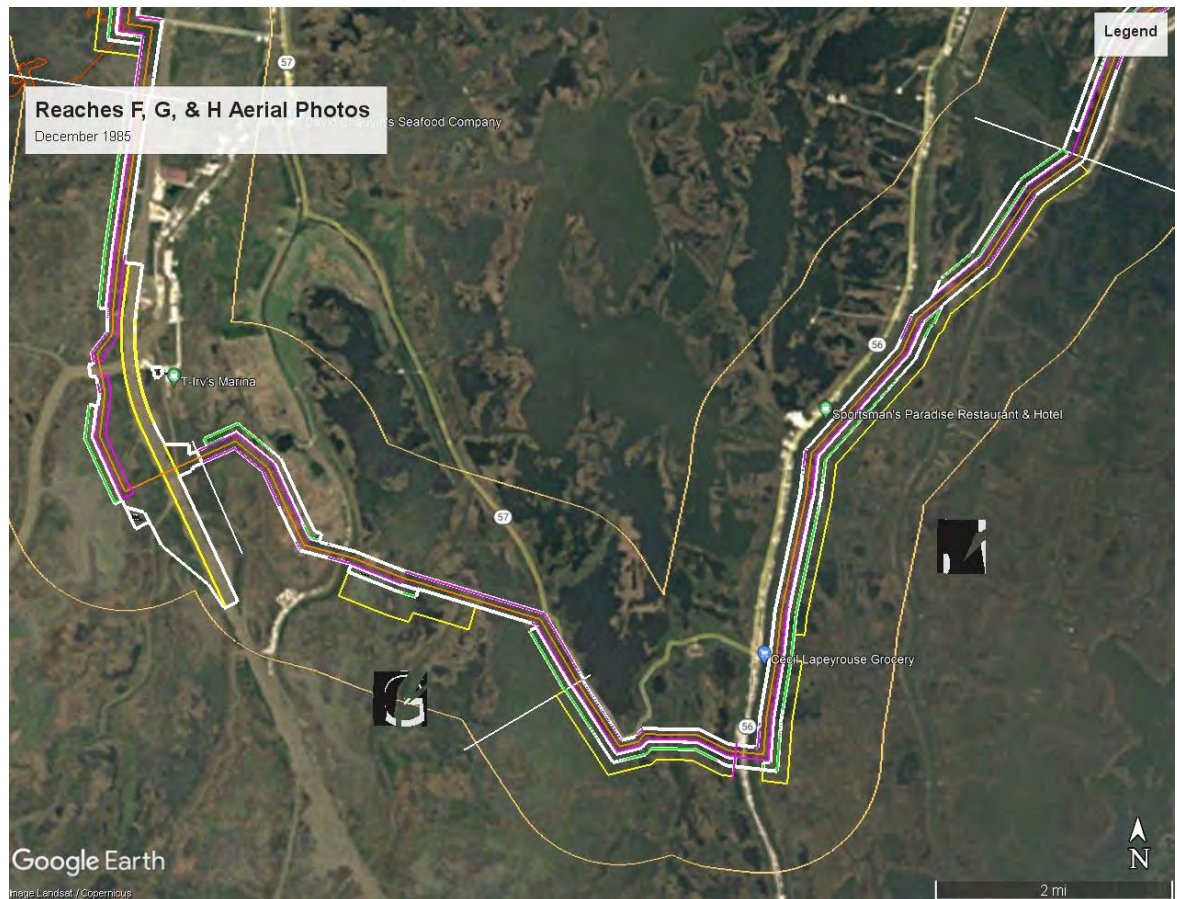 Legend
57
Reaches F, G, & H Aerial Photos
December 1985
Seafood Company
56
T-Irv's Marina
Sportsman's Paradise Restaurant & Hotel
57
Cecil Lapeyrouse Grocery
G
56
Google Earth
N
Image Landsat / Copernicus
2 mi